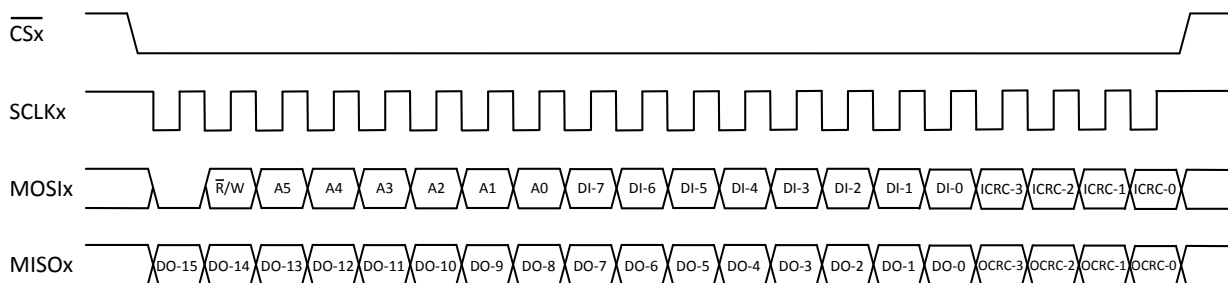 C̅S̅x̅
SCLKx
MOSIx R̅/W A5 A4 A3 A2 A1 A0 DI-7 DI-6 DI-5 DI-4 DI-3 DI-2 DI-1 DI-0 ICRC-3 ICRC-2 ICRC-1 ICRC-0
MISOx DO-15 DO-14 DO-13 DO-12 DO-11 DO-10 DO-9 DO-8 DO-7 DO-6 DO-5 DO-4 DO-3 DO-2 DO-1 DO-0 OCRC-3 OCRC-2 OCRC-1 OCRC-0